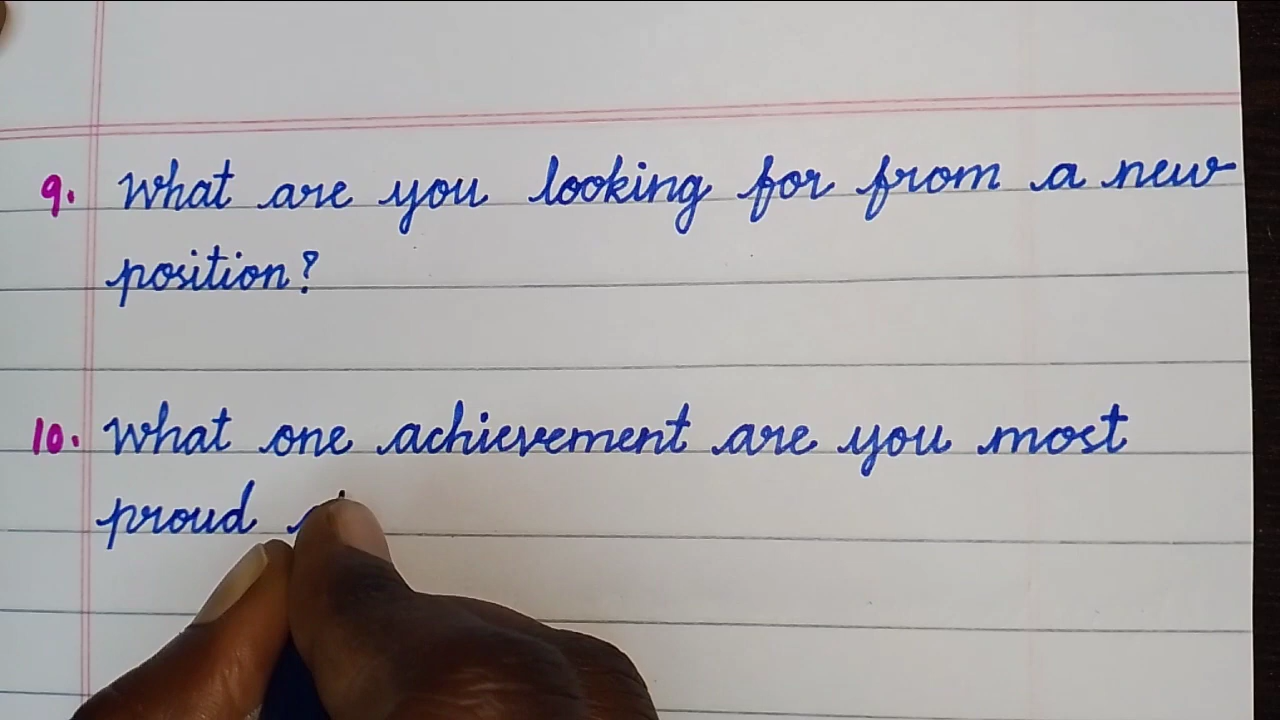 9. What are you looking for from a new
position?
10. What one achievement are you most
proud